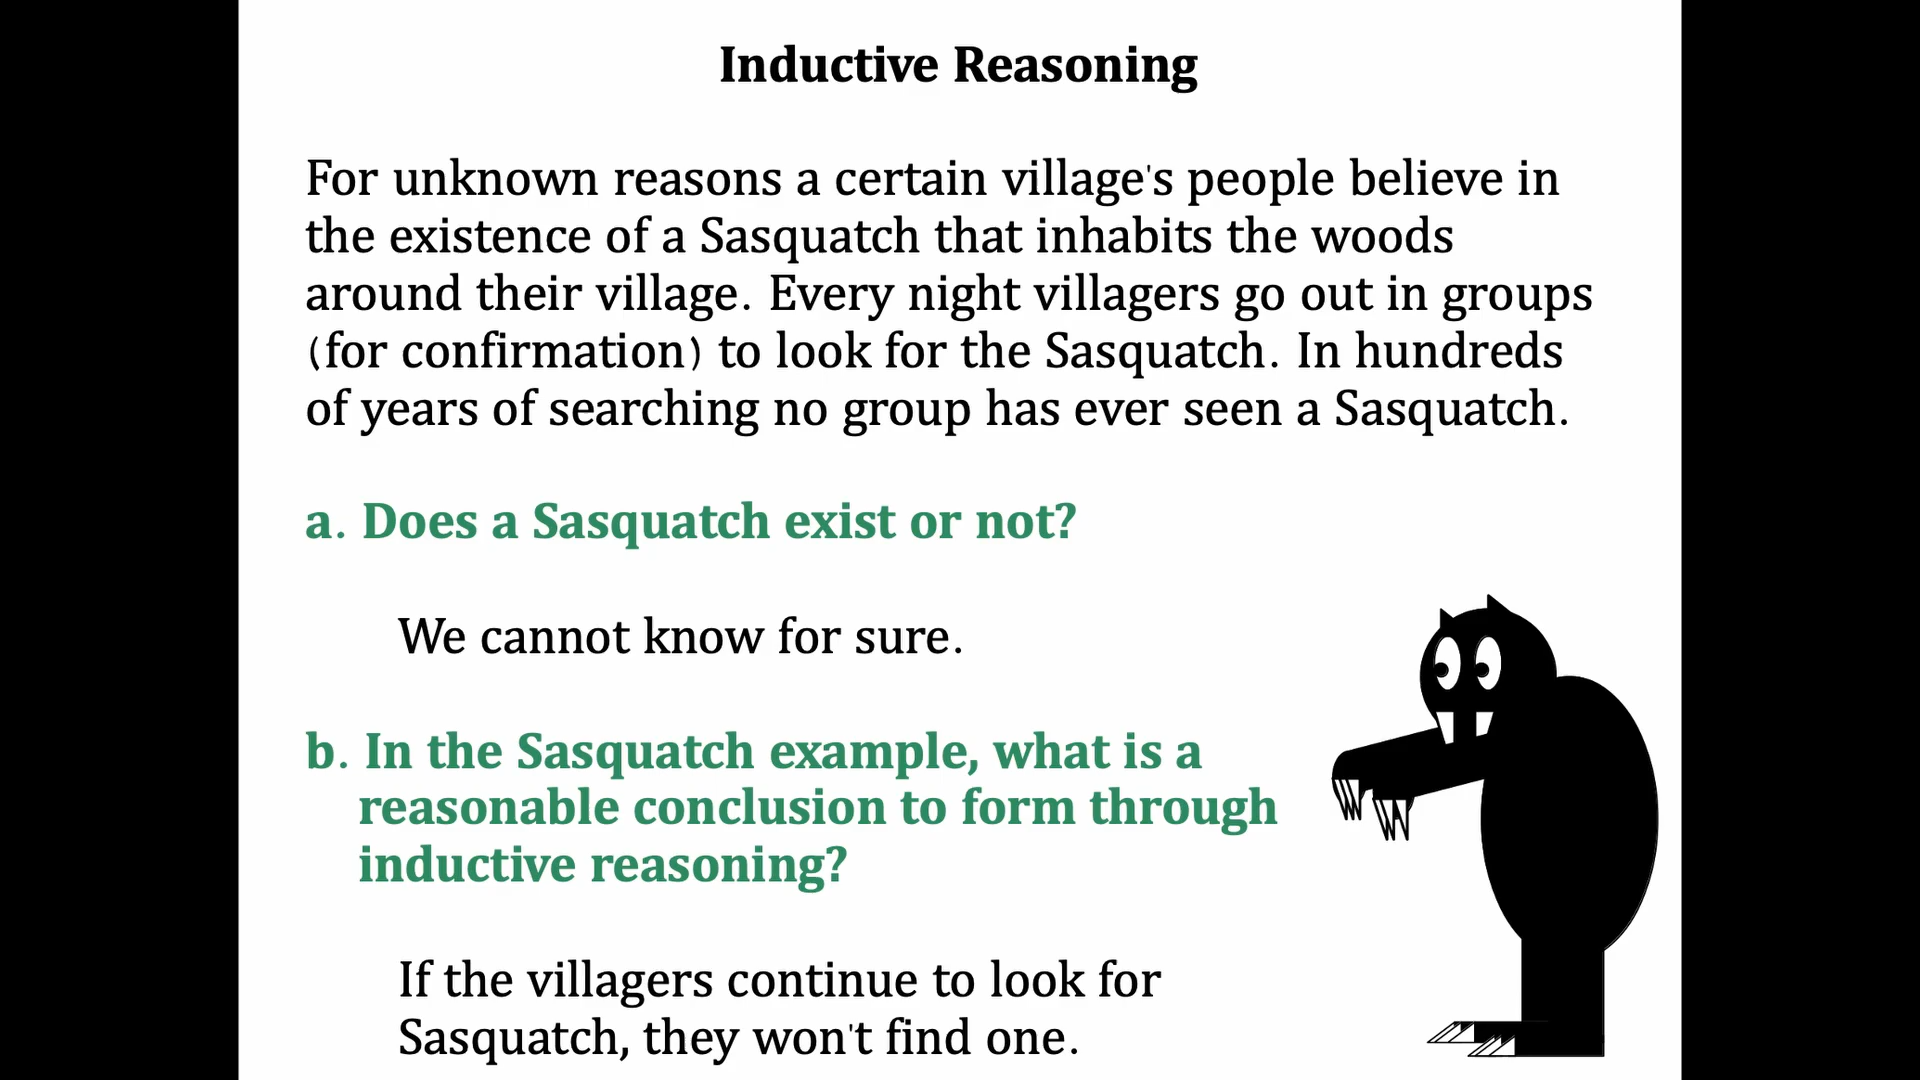 Inductive Reasoning
For unknown reasons a certain village's people believe in
the existence of a Sasquatch that inhabits the woods
around their village. Every night villagers go out in groups
(for confirmation) to look for the Sasquatch. In hundreds
of years of searching no group has ever seen a Sasquatch.
a. Does a Sasquatch exist or not?
We cannot know for sure.
b. In the Sasquatch example, what is a
reasonable conclusion to form through
inductive reasoning?
If the villagers continue to look for
Sasquatch, they won't find one.